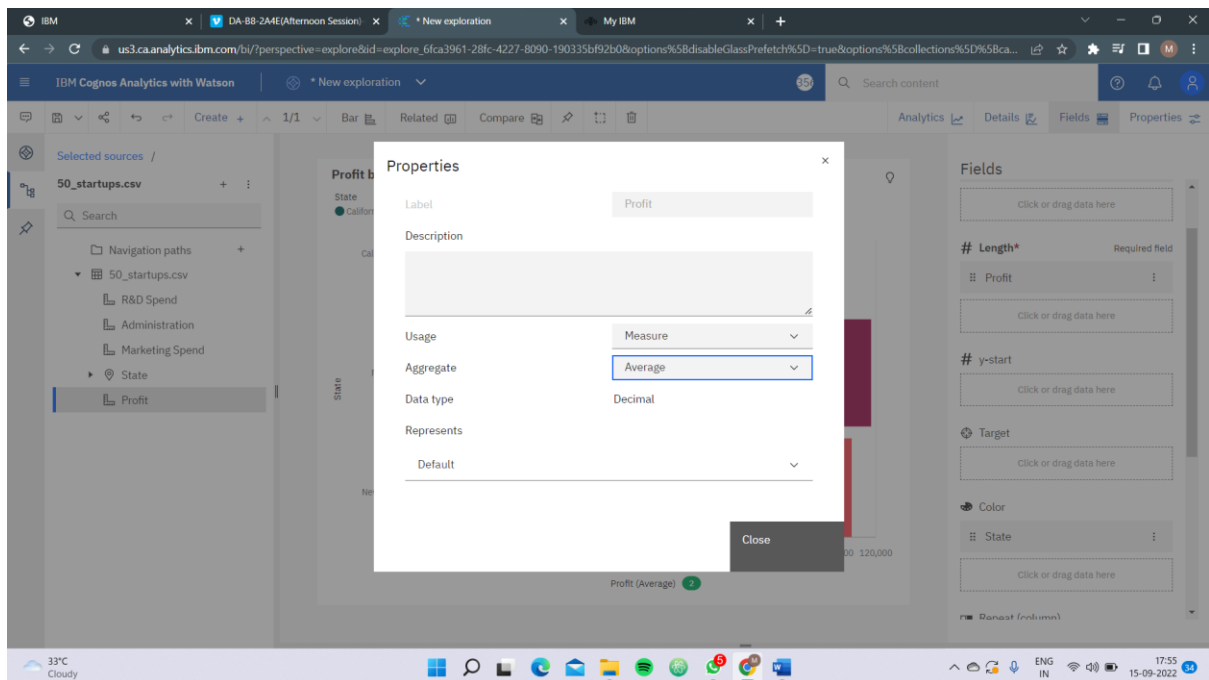 IBM
DA-BB-2A4E(Afternoon Session)
* New exploration
My IBM
us3.ca.analytics.ibm.com/bi/?perspective=explore&id=explore_6fca3961-28fc-4227-8090-190335bf92b0&options%5BdisableGlassPrefetch%5D=true&options%5Bcollections%5D%5Bca...
M
IBM Cognos Analytics with Watson
* New exploration
Search content
Create +
1/1
Bar
Related
Compare
Analytics
Details
Fields
Properties
Selected sources /
50_startups.csv
Search
Navigation paths
50_startups.csv
R&D Spend
Administration
Marketing Spend
State
Profit
Profit b
State
Californ
Cal
State
Ne
00 120,000
Profit (Average) 2
Properties
Label
Profit
Description
Usage
Measure
Aggregate
Average
Data type
Decimal
Represents
Default
Close
Fields
Click or drag data here
# Length*
Required field
Profit
Click or drag data here
# y-start
Click or drag data here
Target
Click or drag data here
Color
State
Click or drag data here
Repeat (column)
33°C
Cloudy
5
ENG
IN
17:55
15-09-2022
34